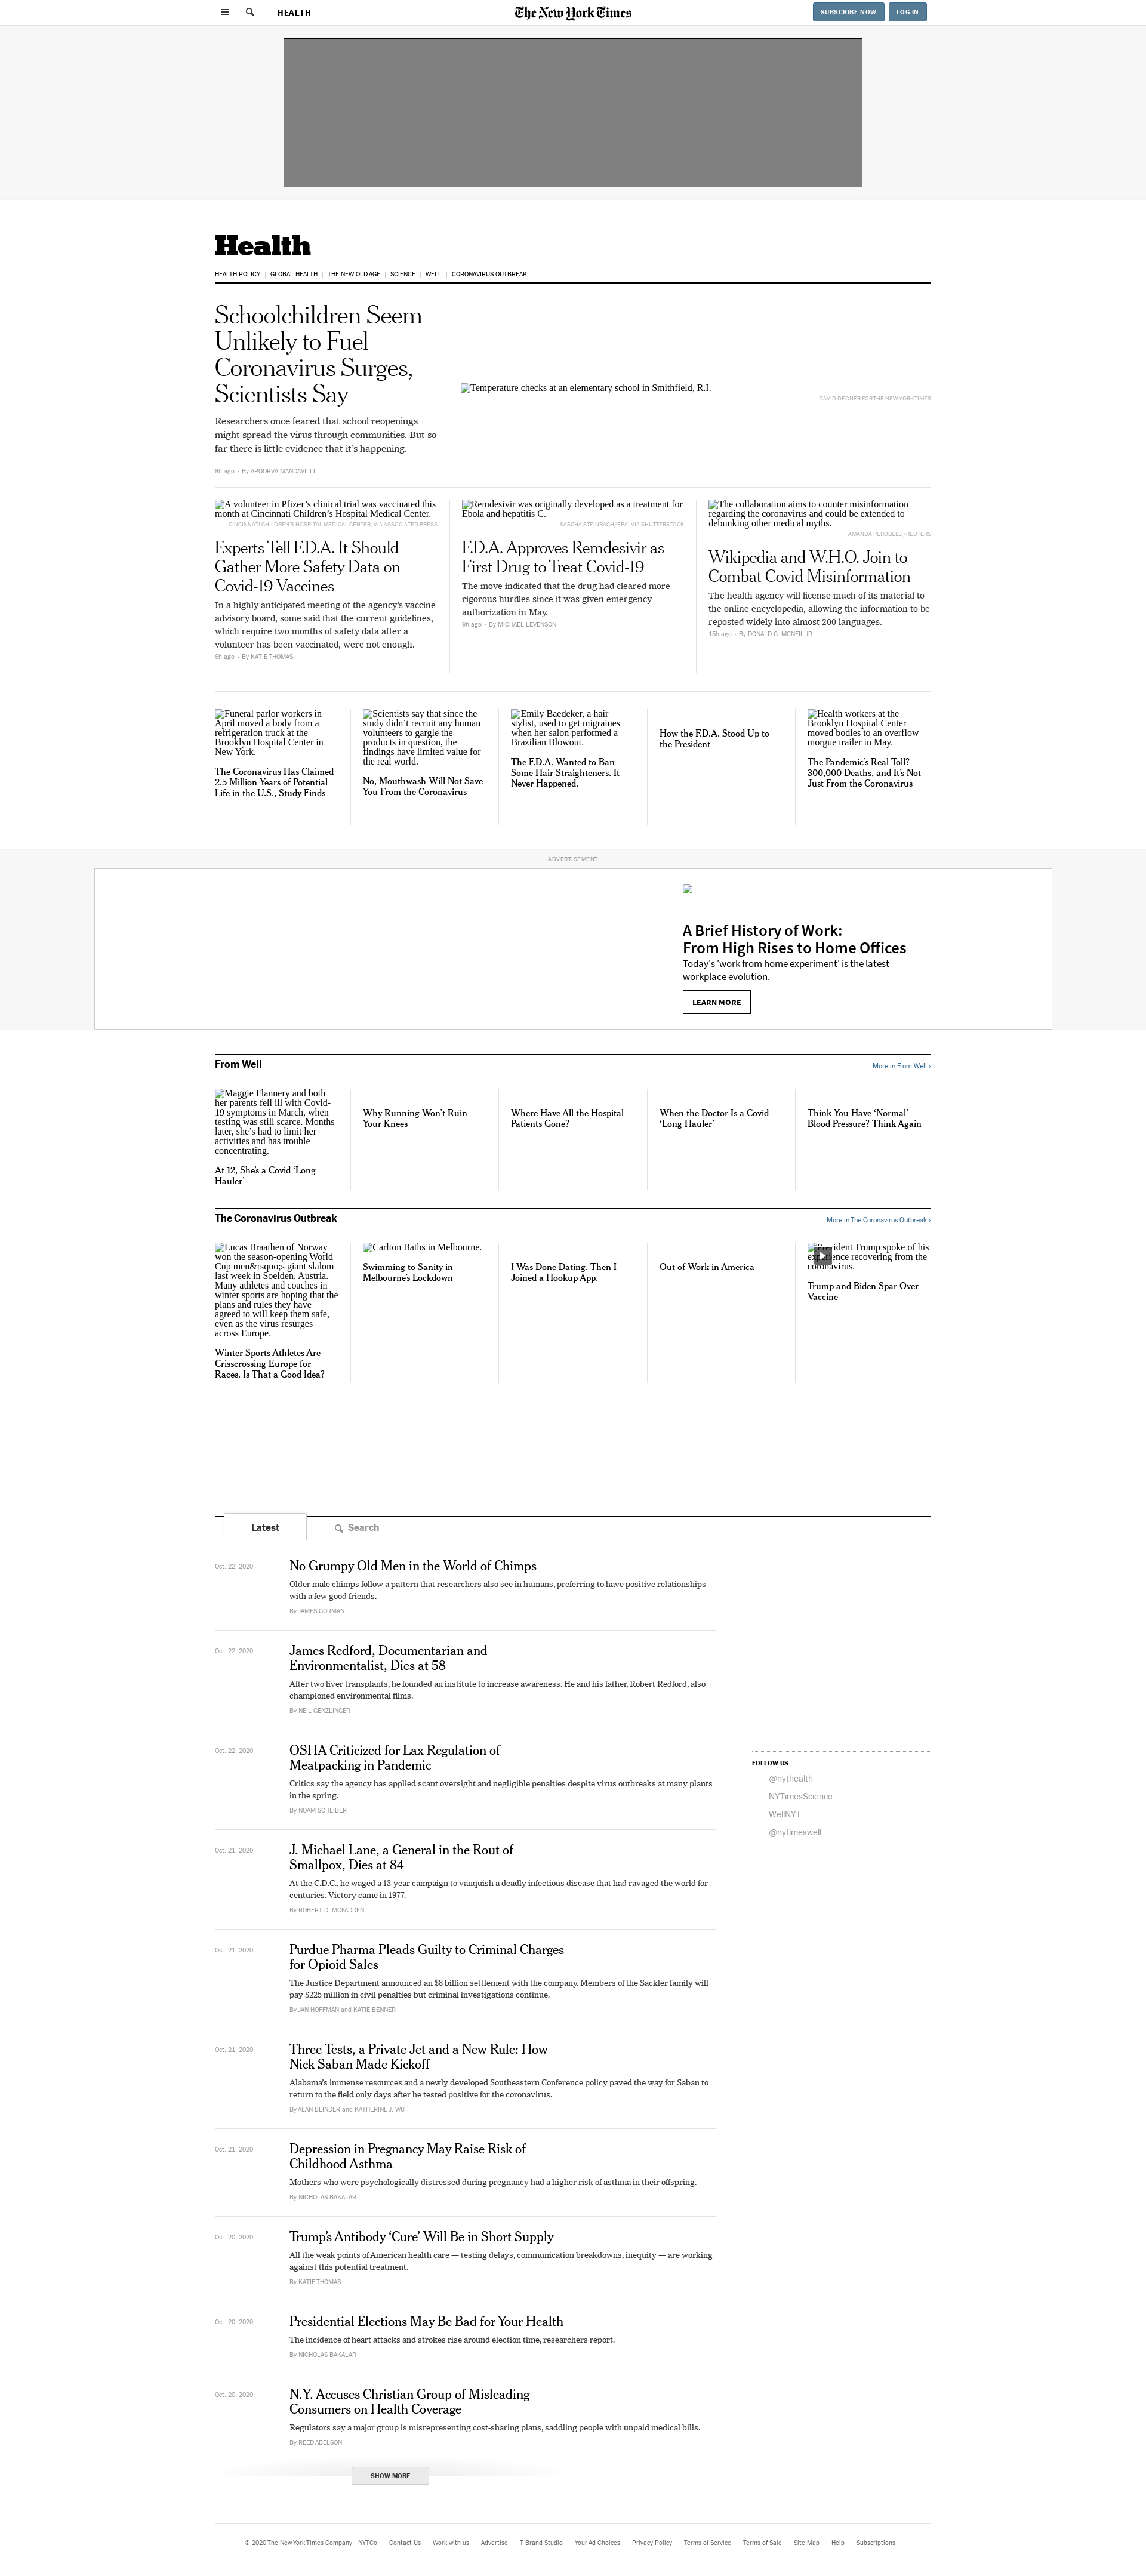 HEALTH
The New York Times
SUBSCRIBE NOW
LOG IN
Health
HEALTH POLICY
GLOBAL HEALTH
THE NEW OLD AGE
SCIENCE
WELL
CORONAVIRUS OUTBREAK
Schoolchildren Seem
Unlikely to Fuel
Coronavirus Surges,
Scientists Say
Researchers once feared that school reopenings
might spread the virus through communities. But so
far there is little evidence that it's happening.
8h ago - By APOORVA MANDAVILLI
Temperature checks at an elementary school in Smithfield, R.I.
DAVID DEGNER FOR THE NEW YORK TIMES
A volunteer in Pfizer's clinical trial was vaccinated this
month at Cincinnati Children's Hospital Medical Center.
CINCINNATI CHILDREN'S HOSPITAL MEDICAL CENTER, VIA ASSOCIATED PRESS
Experts Tell F.D.A. It Should
Gather More Safety Data on
Covid-19 Vaccines
In a highly anticipated meeting of the agency's vaccine
advisory board, some said that the current guidelines,
which require two months of safety data after a
volunteer has been vaccinated, were not enough.
6h ago - By KATIE THOMAS
Remdesivir was originally developed as a treatment for
Ebola and hepatitis C.
SASCHA STEINBACH/EPA, VIA SHUTTERSTOCK
F.D.A. Approves Remdesivir as
First Drug to Treat Covid-19
The move indicated that the drug had cleared more
rigorous hurdles since it was given emergency
authorization in May.
9h ago - By MICHAEL LEVENSON
The collaboration aims to counter misinformation
regarding the coronavirus and could be extended to
debunking other medical myths.
AMANDA PEROBELLI/REUTERS
Wikipedia and W.H.O. Join to
Combat Covid Misinformation
The health agency will license much of its material to
the online encyclopedia, allowing the information to be
reposted widely into almost 200 languages.
15h ago - By DONALD G. MCNEIL JR.
Funeral parlor workers in
April moved a body from a
refrigeration truck at the
Brooklyn Hospital Center in
New York.
The Coronavirus Has Claimed
2.5 Million Years of Potential
Life in the U.S., Study Finds
Scientists say that since the
study didn't recruit any human
volunteers to gargle the
products in question, the
findings have limited value for
the real world.
No, Mouthwash Will Not Save
You From the Coronavirus
Emily Baedeker, a hair
stylist, used to get migraines
when her salon performed a
Brazilian Blowout.
The F.D.A. Wanted to Ban
Some Hair Straighteners. It
Never Happened.
How the F.D.A. Stood Up to
the President
Health workers at the
Brooklyn Hospital Center
moved bodies to an overflow
morgue trailer in May.
The Pandemic's Real Toll?
300,000 Deaths, and It's Not
Just From the Coronavirus
ADVERTISEMENT
A Brief History of Work:
From High Rises to Home Offices
Today's 'work from home experiment' is the latest
workplace evolution.
LEARN MORE
From Well
More in From Well ›
Maggie Flannery and both
her parents fell ill with Covid-
19 symptoms in March, when
testing was still scarce. Months
later, she's had to limit her
activities and has trouble
concentrating.
At 12, She's a Covid 'Long
Hauler'
Why Running Won't Ruin
Your Knees
Where Have All the Hospital
Patients Gone?
When the Doctor Is a Covid
'Long Hauler'
Think You Have 'Normal'
Blood Pressure? Think Again
The Coronavirus Outbreak
More in The Coronavirus Outbreak ›
Lucas Braathen of Norway
won the season-opening World
Cup men&rsquo;s giant slalom
last week in Soelden, Austria.
Many athletes and coaches in
winter sports are hoping that the
plans and rules they have
agreed to will keep them safe,
even as the virus resurges
across Europe.
Winter Sports Athletes Are
Crisscrossing Europe for
Races. Is That a Good Idea?
Carlton Baths in Melbourne.
Swimming to Sanity in
Melbourne's Lockdown
I Was Done Dating. Then I
Joined a Hookup App.
Out of Work in America
President Trump spoke of his
recovering from the
coronavirus.
Trump and Biden Spar Over
Vaccine
Latest
Search
Oct. 22, 2020
No Grumpy Old Men in the World of Chimps
Older male chimps follow a pattern that researchers also see in humans, preferring to have positive relationships
with a few good friends.
By JAMES GORMAN
Oct. 22, 2020
James Redford, Documentarian and
Environmentalist, Dies at 58
After two liver transplants, he founded an institute to increase awareness. He and his father, Robert Redford, also
championed environmental films.
By NEIL GENZLINGER
Oct. 22, 2020
OSHA Criticized for Lax Regulation of
Meatpacking in Pandemic
Critics say the agency has applied scant oversight and negligible penalties despite virus outbreaks at many plants
in the spring.
By NOAM SCHEIBER
Oct. 21, 2020
J. Michael Lane, a General in the Rout of
Smallpox, Dies at 84
At the C.D.C., he waged a 13-year campaign to vanquish a deadly infectious disease that had ravaged the world for
centuries. Victory came in 1977.
By ROBERT D. MCFADDEN
Oct. 21, 2020
Purdue Pharma Pleads Guilty to Criminal Charges
for Opioid Sales
The Justice Department announced an $8 billion settlement with the company. Members of the Sackler family will
pay $225 million in civil penalties but criminal investigations continue.
By JAN HOFFMAN and KATIE BENNER
Oct. 21, 2020
Three Tests, a Private Jet and a New Rule: How
Nick Saban Made Kickoff
Alabama's immense resources and a newly developed Southeastern Conference policy paved the way for Saban to
return to the field only days after he tested positive for the coronavirus.
By ALAN BLINDER and KATHERINE J. WU
Oct. 21, 2020
Depression in Pregnancy May Raise Risk of
Childhood Asthma
Mothers who were psychologically distressed during pregnancy had a higher risk of asthma in their offspring.
By NICHOLAS BAKALAR
Oct. 20, 2020
Trump's Antibody 'Cure' Will Be in Short Supply
All the weak points of American health care — testing delays, communication breakdowns, inequity — are working
against this potential treatment.
By KATIE THOMAS
Oct. 20, 2020
Presidential Elections May Be Bad for Your Health
The incidence of heart attacks and strokes rise around election time, researchers report.
By NICHOLAS BAKALAR
Oct. 20, 2020
N.Y. Accuses Christian Group of Misleading
Consumers on Health Coverage
Regulators say a major group is misrepresenting cost-sharing plans, saddling people with unpaid medical bills.
By REED ABELSON
SHOW MORE
FOLLOW US
@nythealth
NYTimesScience
WellNYT
@nytimeswell
© 2020 The New York Times Company NYTCo Contact Us Work with us Advertise T Brand Studio Your Ad Choices Privacy Policy Terms of Service Terms of Sale Site Map Help Subscriptions